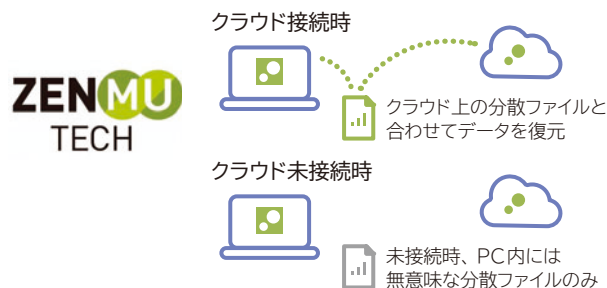 ZENMU
TECH
クラウド接続時
クラウド上の分散ファイルと
合わせてデータを復元
クラウド未接続時
未接続時、PC内には
無意味な分散ファイルのみ